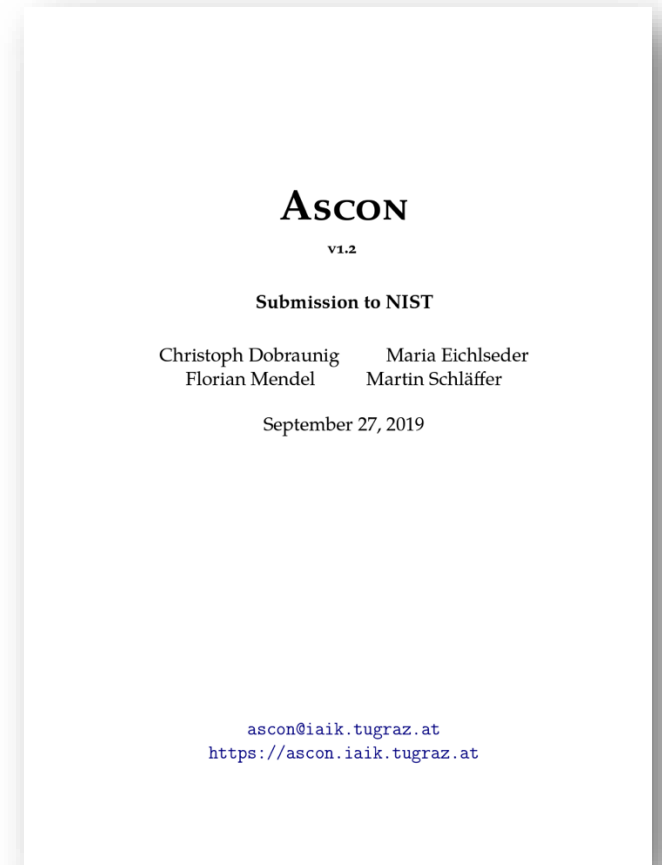 ASCON
v1.2
Submission to NIST
Christoph Dobraunig Maria Eichlseder
Florian Mendel Martin Schläffer
September 27, 2019
ascon@iaik.tugraz.at
https://ascon.iaik.tugraz.at